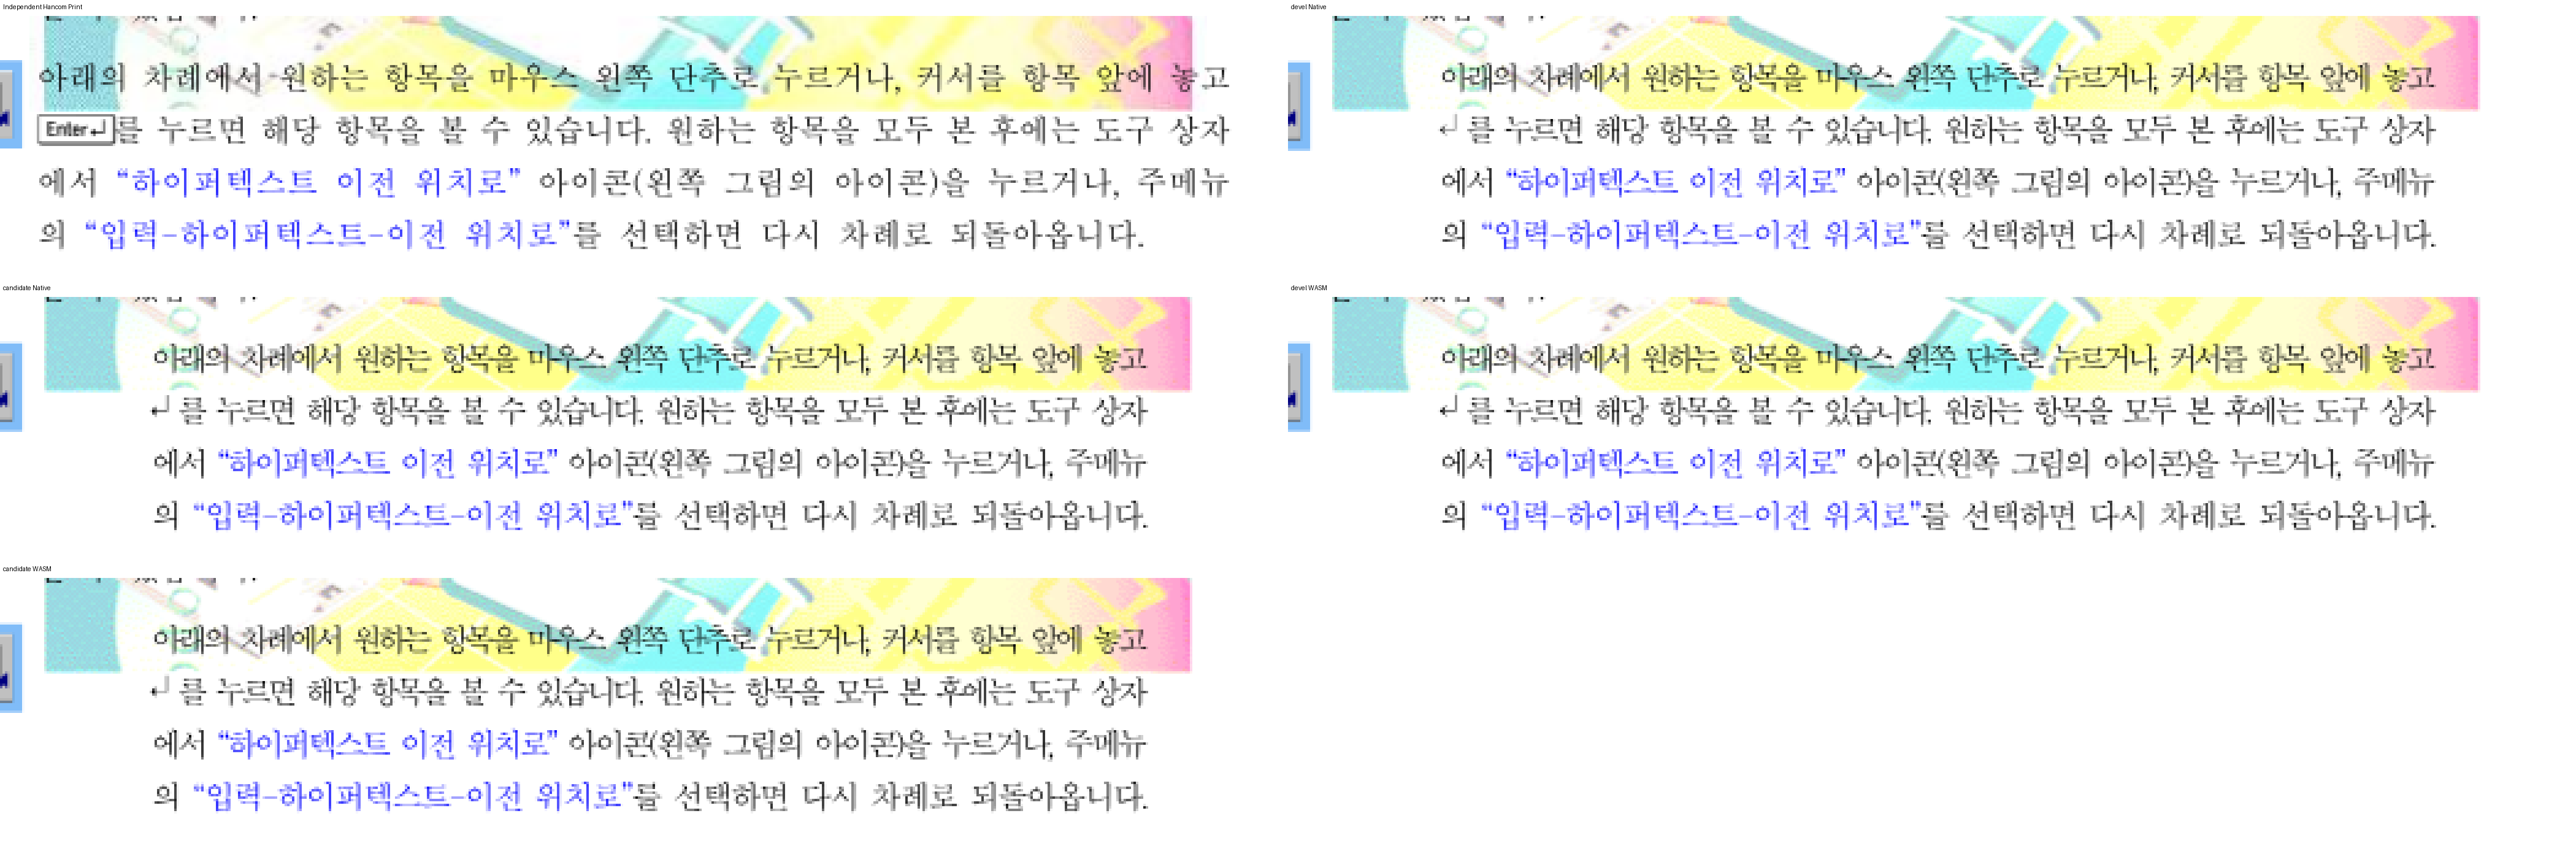 Independent Hancom Print
아래의 차례에서 원하는 항목을 마우스 왼쪽 단추로 누르거나, 커서를 항목 앞에 놓고
Enter↵를 누르면 해당 항목을 볼 수 있습니다. 원하는 항목을 모두 본 후에는 도구 상자
에서 “하이퍼텍스트 이전 위치로” 아이콘(왼쪽 그림의 아이콘)을 누르거나, 주메뉴
의 “입력-하이퍼텍스트-이전 위치로”를 선택하면 다시 차례로 되돌아옵니다.
devel Native
아래의 차례에서 원하는 항목을 마우스 왼쪽 단추로 누르거나, 커서를 항목 앞에 놓고
↵를 누르면 해당 항목을 볼 수 있습니다. 원하는 항목을 모두 본 후에는 도구 상자
에서 “하이퍼텍스트 이전 위치로” 아이콘(왼쪽 그림의 아이콘)을 누르거나, 주메뉴
의 “입력-하이퍼텍스트-이전 위치로”를 선택하면 다시 차례로 되돌아옵니다.
candidate Native
아래의 차례에서 원하는 항목을 마우스 왼쪽 단추로 누르거나, 커서를 항목 앞에 놓고
↵를 누르면 해당 항목을 볼 수 있습니다. 원하는 항목을 모두 본 후에는 도구 상자
에서 “하이퍼텍스트 이전 위치로” 아이콘(왼쪽 그림의 아이콘)을 누르거나, 주메뉴
의 “입력-하이퍼텍스트-이전 위치로”를 선택하면 다시 차례로 되돌아옵니다.
devel WASM
아래의 차례에서 원하는 항목을 마우스 왼쪽 단추로 누르거나, 커서를 항목 앞에 놓고
↵를 누르면 해당 항목을 볼 수 있습니다. 원하는 항목을 모두 본 후에는 도구 상자
에서 “하이퍼텍스트 이전 위치로” 아이콘(왼쪽 그림의 아이콘)을 누르거나, 주메뉴
의 “입력-하이퍼텍스트-이전 위치로”를 선택하면 다시 차례로 되돌아옵니다.
candidate WASM
아래의 차례에서 원하는 항목을 마우스 왼쪽 단추로 누르거나, 커서를 항목 앞에 놓고
↵를 누르면 해당 항목을 볼 수 있습니다. 원하는 항목을 모두 본 후에는 도구 상자
에서 “하이퍼텍스트 이전 위치로” 아이콘(왼쪽 그림의 아이콘)을 누르거나, 주메뉴
의 “입력-하이퍼텍스트-이전 위치로”를 선택하면 다시 차례로 되돌아옵니다.